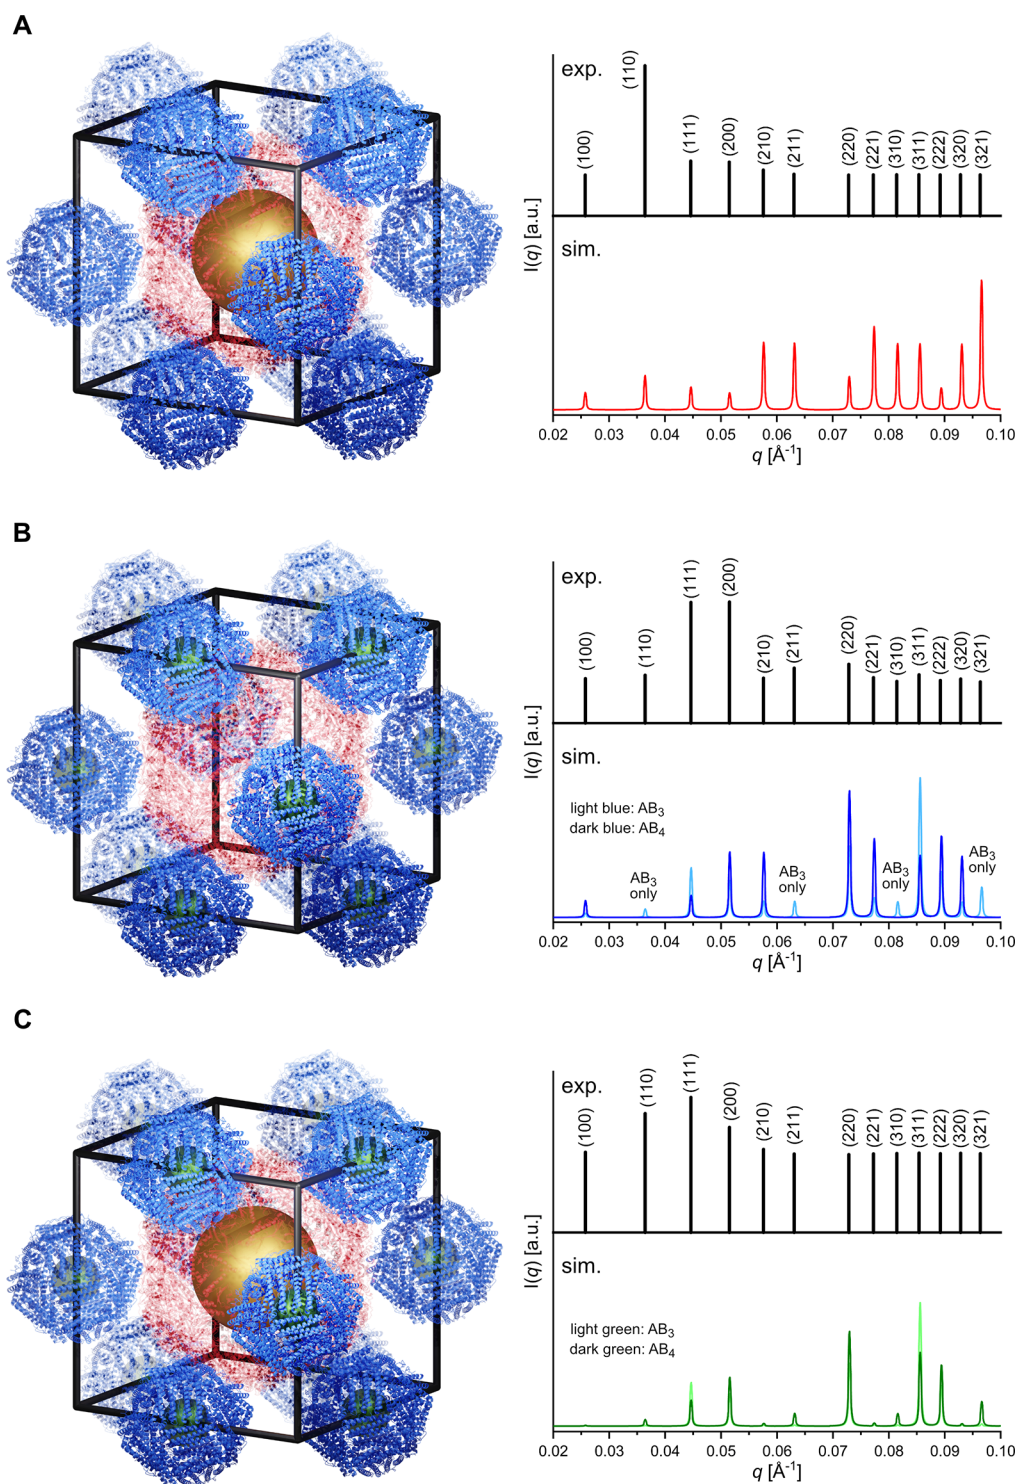 A
exp.
(100)
(110)
(111)
(200)
(210)
(211)
(220)
(221)
(310)
(311)
(222)
(320)
(321)
I(q) [a.u.]
sim.
0.02 0.03 0.04 0.05 0.06 0.07 0.08 0.09 0.10
q [Å-1]
B
exp.
(100)
(110)
(111)
(200)
(210)
(201)
(220)
(221)
(310)
(311)
(222)
(320)
(321)
I(q) [a.u.]
sim.
light blue: AB3
dark blue: AB4
AB3
only
AB3
only
AB3
only
AB3
only
0.02 0.03 0.04 0.05 0.06 0.07 0.08 0.09 0.10
q [Å-1]
C
exp.
(100)
(110)
(111)
(200)
(210)
(211)
(220)
(221)
(310)
(311)
(222)
(320)
(321)
I(q) [a.u.]
sim.
light green: AB3
dark green: AB4
0.02 0.03 0.04 0.05 0.06 0.07 0.08 0.09 0.10
q [Å-1]